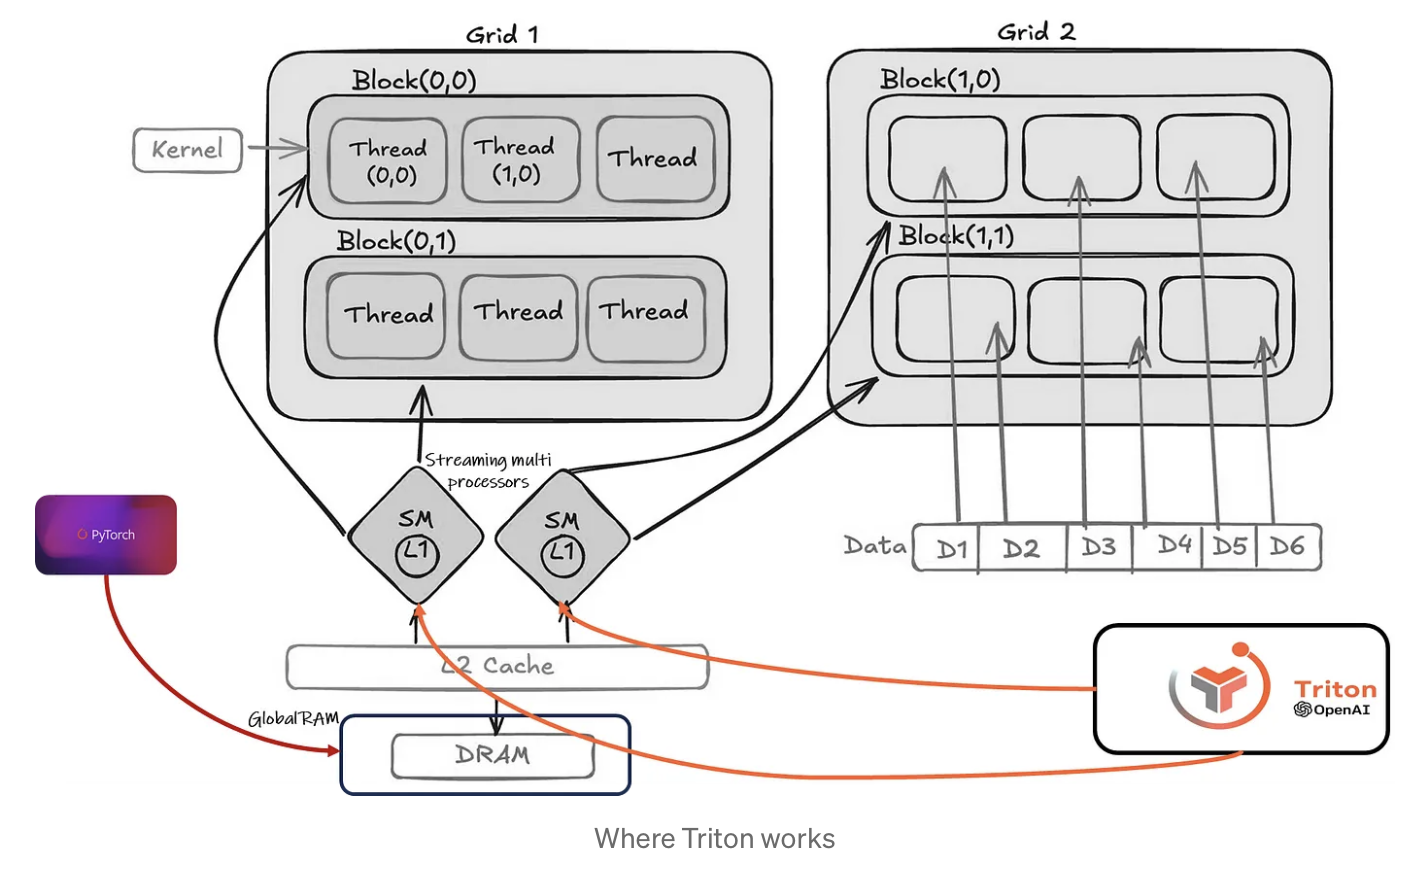 Grid 1
Grid 2
Block(0,0)
Block(1,0)
Kernel
Thread
(0,0)
Thread
(1,0)
Thread
Block(0,1)
Block(1,1)
Thread
Thread
Thread
Streaming multi
processors
SM
L1
SM
L1
PyTorch
Data
D1
D2
D3
D4
D5
D6
L2 Cache
GlobalRAM
DRAM
Triton
OpenAI
Where Triton works